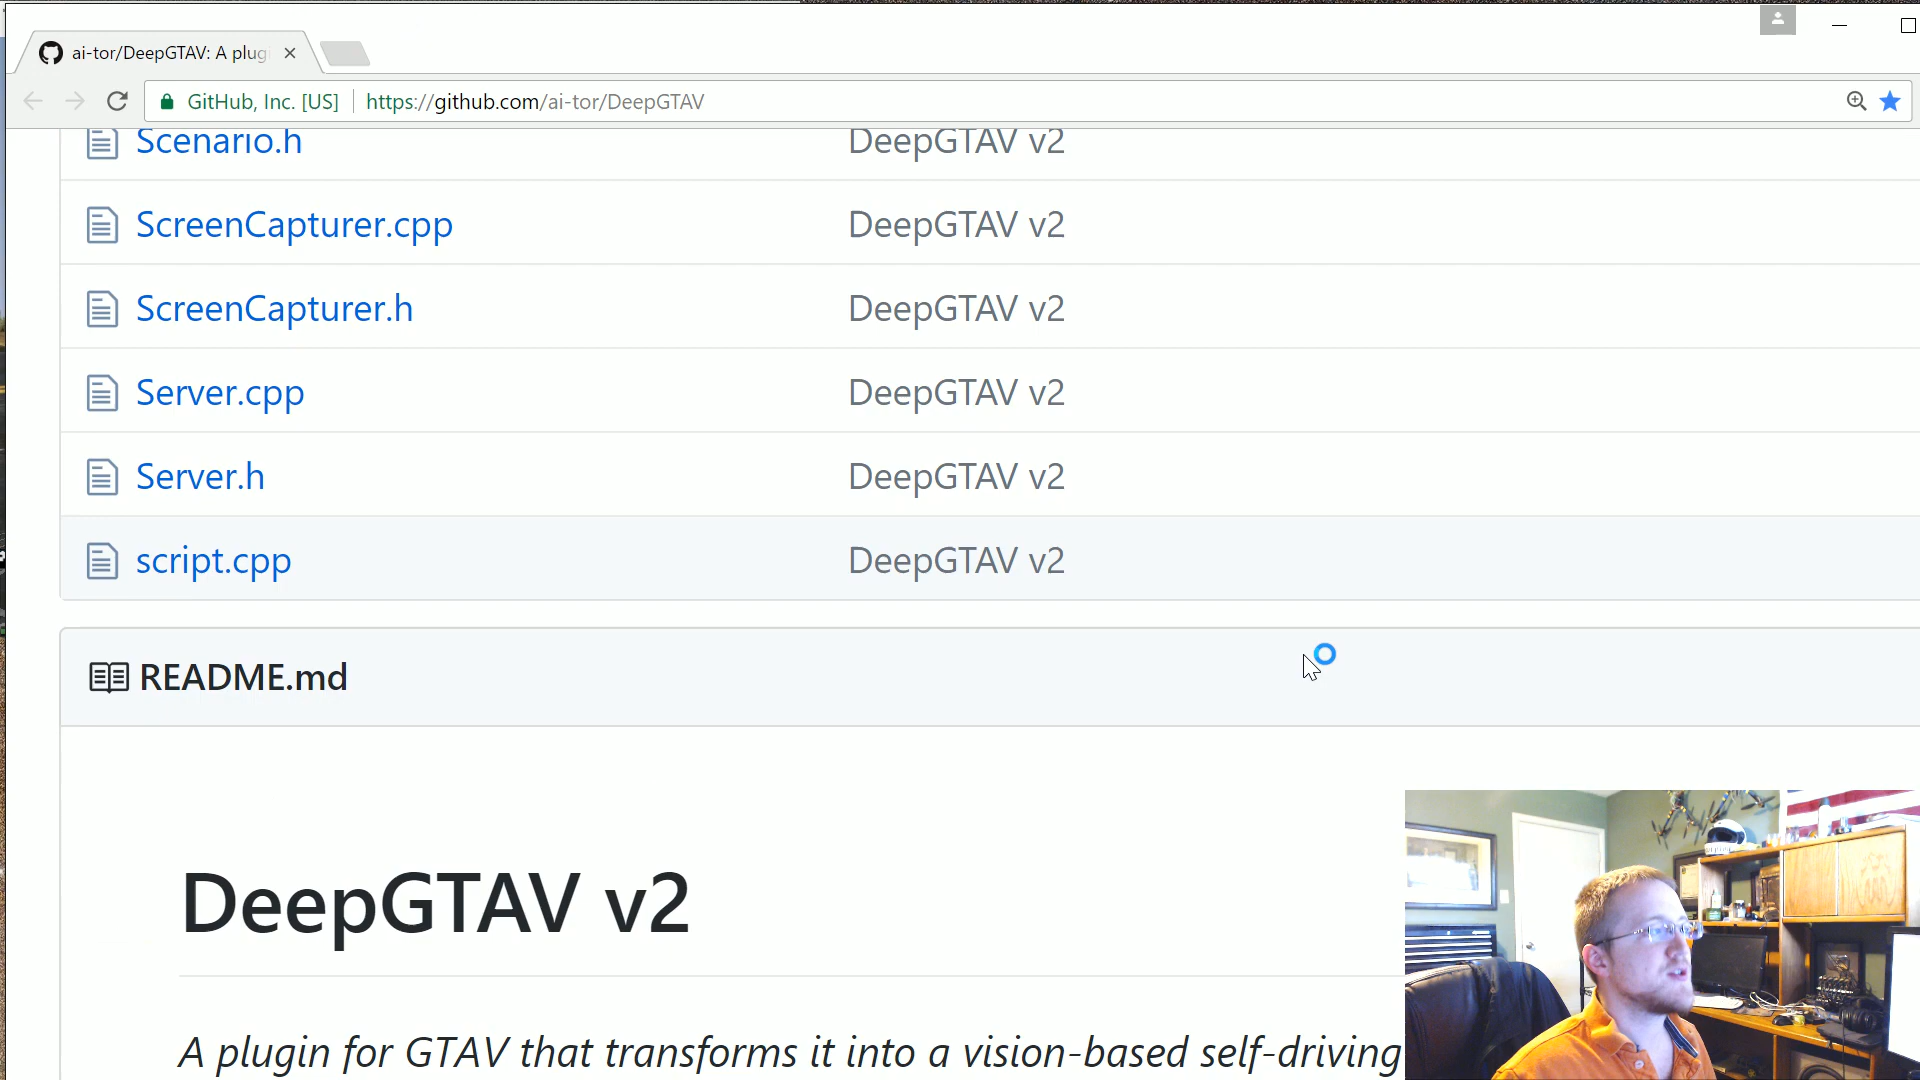 ai-tor/DeepGTAV: A plug
GitHub, Inc. [US] https://github.com/ai-tor/DeepGTAV
Scenario.h DeepGTAV v2
ScreenCapturer.cpp DeepGTAV v2
ScreenCapturer.h DeepGTAV v2
Server.cpp DeepGTAV v2
Server.h DeepGTAV v2
script.cpp DeepGTAV v2
README.md
DeepGTAV v2
A plugin for GTAV that transforms it into a vision-based self-driving